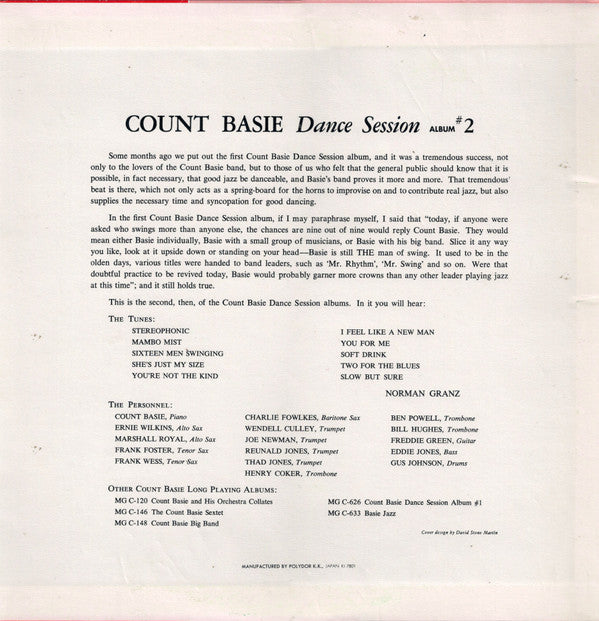 COUNT BASIE Dance Session ALBUM #2
Some months ago we put out the first Count Basie Dance Session album, and it was a tremendous success, not
only to the lovers of the Count Basie band, but to those of us who felt that the general public should know that it is
possible, in fact necessary, that good jazz be danceable, and Basie's band proves it more and more. That tremendous
beat is there, which not only acts as a spring-board for the horns to improvise on and to contribute real jazz, but also
supplies the necessary time and syncopation for good dancing.
In the first Count Basie Dance Session album, if I may paraphrase myself, I said that "today, if anyone were
asked who swings more than anyone else, the chances are nine out of nine would reply Count Basie. They would
mean either Basie individually, Basie with a small group of musicians, or Basie with his big band. Slice it any way
you like, look at it upside down or standing on your head—Basie is still THE man of swing. It used to be in the
olden days, various titles were handed to band leaders, such as 'Mr. Rhythm', 'Mr. Swing' and so on. Were that
doubtful practice to be revived today, Basie would probably garner more crowns than any other leader playing jazz
at this time"; and it still holds true.
This is the second, then, of the Count Basie Dance Session albums. In it you will hear:
THE TUNES:
STEREOPHONIC
MAMBO MIST
SIXTEEN MEN SWINGING
SHE'S JUST MY SIZE
YOU'RE NOT THE KIND
I FEEL LIKE A NEW MAN
YOU FOR ME
SOFT DRINK
TWO FOR THE BLUES
SLOW BUT SURE
NORMAN GRANZ
THE PERSONNEL:
COUNT BASIE, Piano
ERNIE WILKINS, Alto Sax
MARSHALL ROYAL, Alto Sax
FRANK FOSTER, Tenor Sax
FRANK WESS, Tenor Sax
CHARLIE FOWLKES, Baritone Sax
WENDELL CULLEY, Trumpet
JOE NEWMAN, Trumpet
REUNALD JONES, Trumpet
THAD JONES, Trumpet
HENRY COKER, Trombone
BEN POWELL, Trombone
BILL HUGHES, Trombone
FREDDIE GREEN, Guitar
EDDIE JONES, Bass
GUS JOHNSON, Drums
OTHER COUNT BASIE LONG PLAYING ALBUMS:
MG C-120 Count Basie and His Orchestra Collates
MG C-146 The Count Basie Sextet
MG C-148 Count Basie Big Band
MG C-626 Count Basie Dance Session Album #1
MG C-633 Basie Jazz
Cover design by David Stone Martin
MANUFACTURED BY POLYDOR K.K., JAPAN